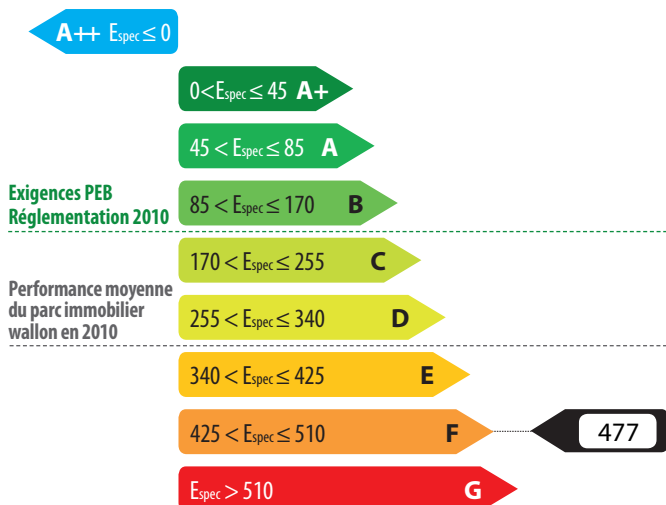 A++ Espec ≤ 0
0 < Espec ≤ 45 A+
45 < Espec ≤ 85 A
Exigences PEB
Réglementation 2010
85 < Espec ≤ 170 B
170 < Espec ≤ 255 C
Performance moyenne
du parc immobilier
wallon en 2010
255 < Espec ≤ 340 D
340 < Espec ≤ 425 E
425 < Espec ≤ 510 F 477
Espec > 510 G